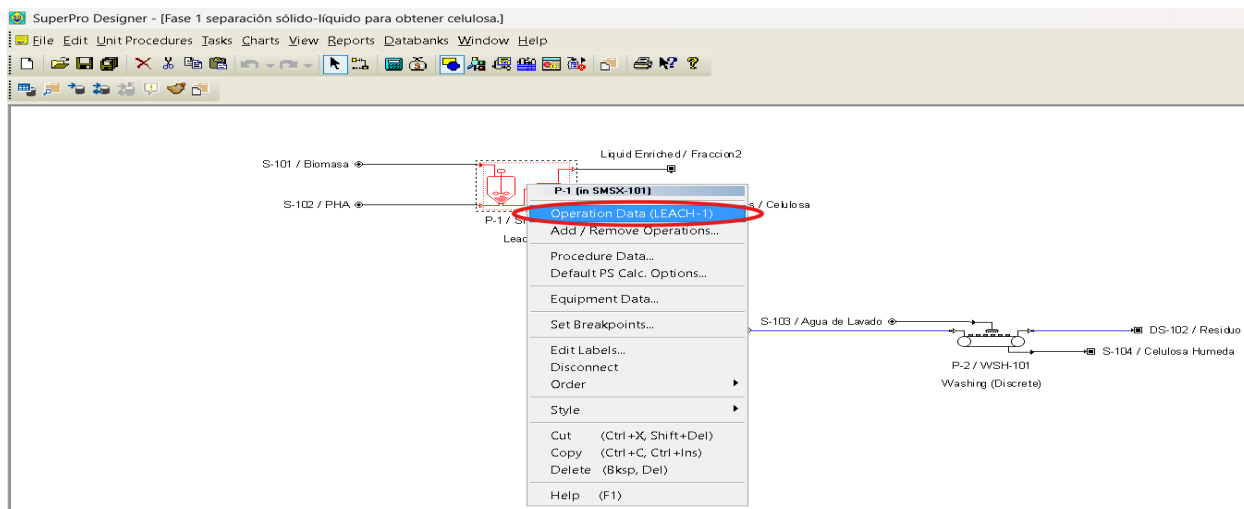 SuperPro Designer - [Fase 1 separación sólido-líquido para obtener celulosa.]
File Edit Unit Procedures Tasks Charts View Reports Databanks Window Help
Liquid Enriched / Fraccion2
S-101 / Biomasa
S-102 / PHA
s / Celulosa
P-1 / S
Leac
P-1 (in SMSX-101)
Operation Data (LEACH-1)
Add / Remove Operations...
Procedure Data...
Default PS Calc. Options...
Equipment Data...
Set Breakpoints...
Edit Labels...
Disconnect
Order
Style
Cut (Ctrl+X, Shift+Del)
Copy (Ctrl+C, Ctrl+Ins)
Delete (Bksp, Del)
Help (F1)
S-103 / Agua de Lavado
DS-102 / Residuo
S-104 / Celulosa Humeda
P-2 / WSH-101
Washing (Discrete)